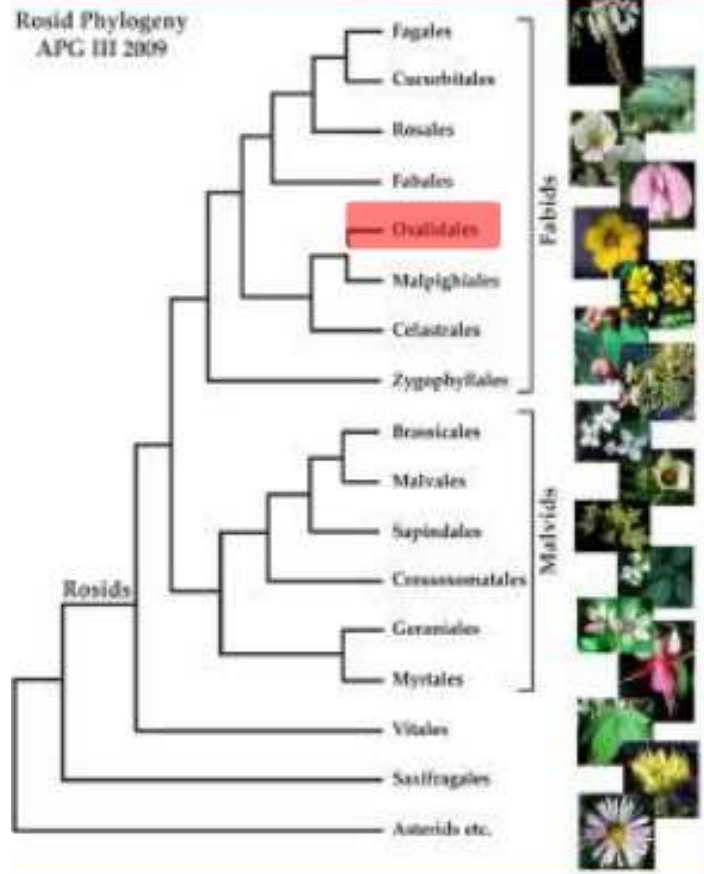 Rosid Phylogeny
APG III 2009
Fagales
Cucurbitales
Rosales
Fabales
Oxalidales
Malpighiales
Celastrales
Zygophyllales
Fabids
Brassicales
Malvales
Sapindales
Crossosomatales
Geraniales
Myrtales
Malvids
Rosids
Vitales
Saxifragales
Asterids etc.